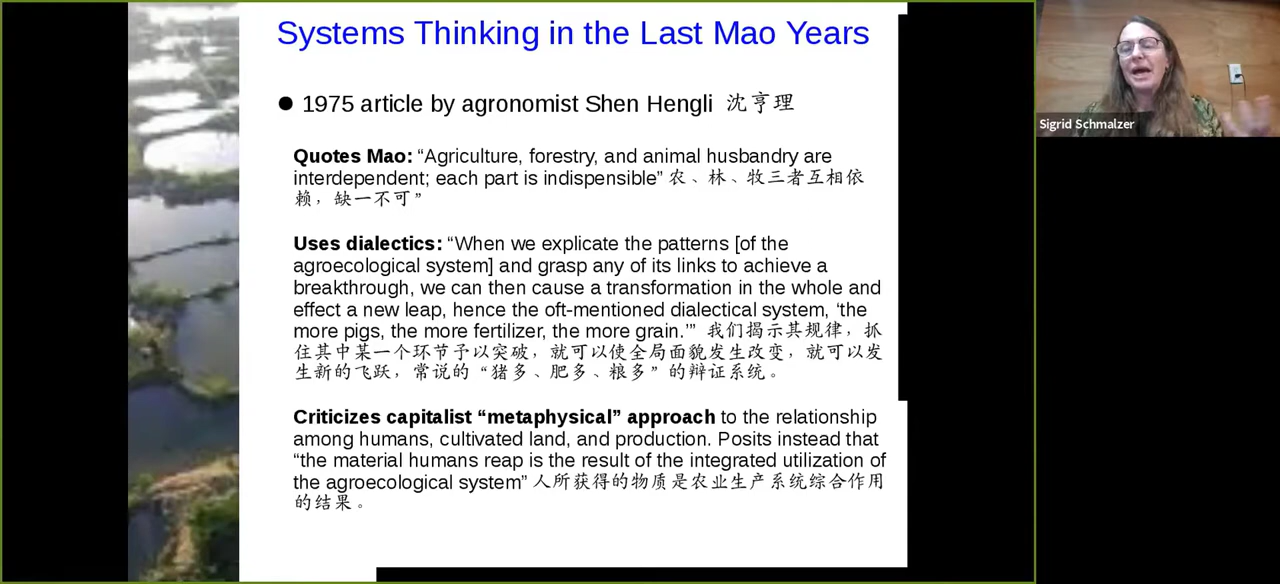 Systems Thinking in the Last Mao Years
● 1975 article by agronomist Shen Hengli 沈亨理
Quotes Mao: “Agriculture, forestry, and animal husbandry are
interdependent; each part is indispensible” 农、林、牧三者互相依
赖，缺一不可”
Uses dialectics: “When we explicate the patterns [of the
agroecological system] and grasp any of its links to achieve a
breakthrough, we can then cause a transformation in the whole and
effect a new leap, hence the oft-mentioned dialectical system, ‘the
more pigs, the more fertilizer, the more grain.’” 我们揭示其规律，抓
住其中某一个环节予以突破，就可以使全局面貌发生改变，就可以发
生新的飞跃，常说的“猪多、肥多、粮多”的辩证系统。
Criticizes capitalist “metaphysical” approach to the relationship
among humans, cultivated land, and production. Posits instead that
“the material humans reap is the result of the integrated utilization of
the agroecological system” 人所获得的物质是农业生产系统综合作用
的结果。
Sigrid Schmalzer